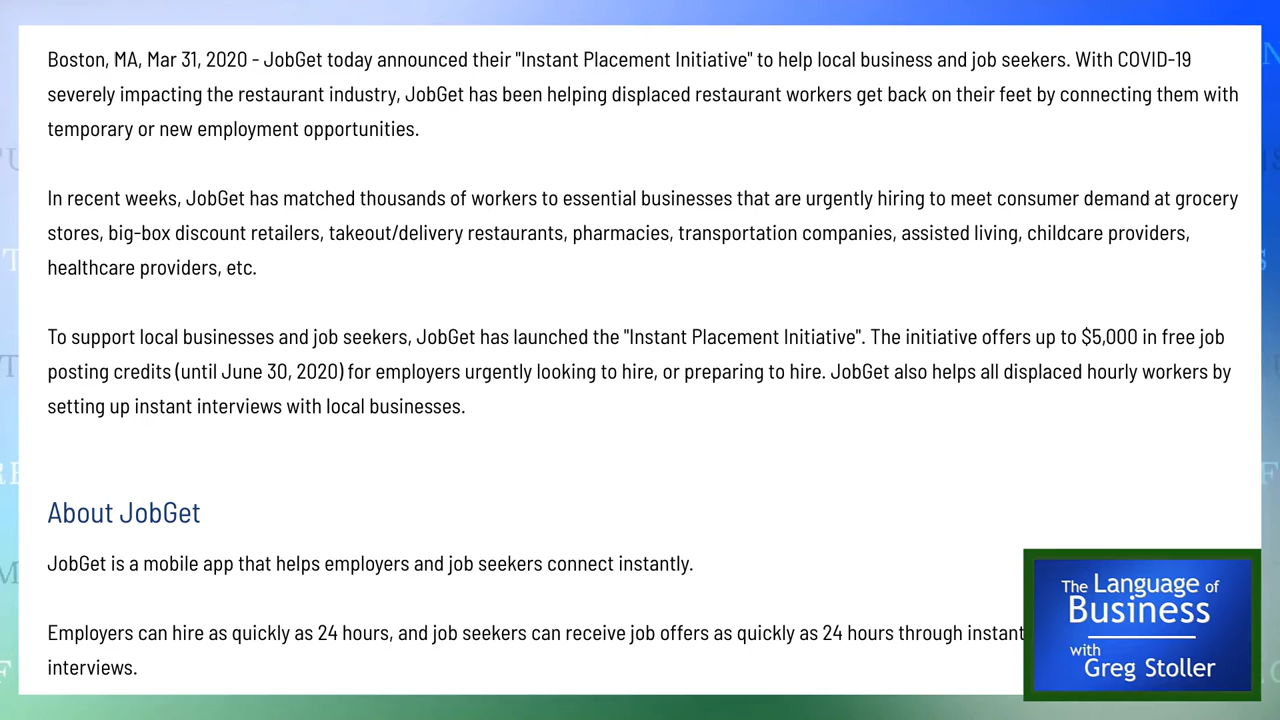 Boston, MA, Mar 31, 2020 - JobGet today announced their "Instant Placement Initiative" to help local business and job seekers. With COVID-19
severely impacting the restaurant industry, JobGet has been helping displaced restaurant workers get back on their feet by connecting them with
temporary or new employment opportunities.
In recent weeks, JobGet has matched thousands of workers to essential businesses that are urgently hiring to meet consumer demand at grocery
stores, big-box discount retailers, takeout/delivery restaurants, pharmacies, transportation companies, assisted living, childcare providers,
healthcare providers, etc.
To support local businesses and job seekers, JobGet has launched the "Instant Placement Initiative". The initiative offers up to $5,000 in free job
posting credits (until June 30, 2020) for employers urgently looking to hire, or preparing to hire. JobGet also helps all displaced hourly workers by
setting up instant interviews with local businesses.
About JobGet
JobGet is a mobile app that helps employers and job seekers connect instantly.
Employers can hire as quickly as 24 hours, and job seekers can receive job offers as quickly as 24 hours through instant
interviews.
The Language of
Business
with
Greg Stoller